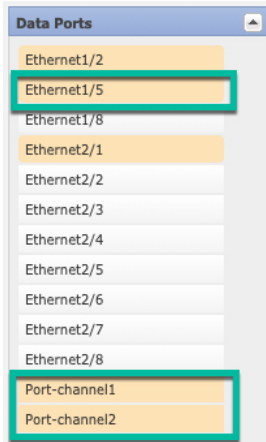 Data Ports
Ethernet1/2
Ethernet1/5
Ethernet1/8
Ethernet2/1
Ethernet2/2
Ethernet2/3
Ethernet2/4
Ethernet2/5
Ethernet2/6
Ethernet2/7
Ethernet2/8
Port-channel1
Port-channel2